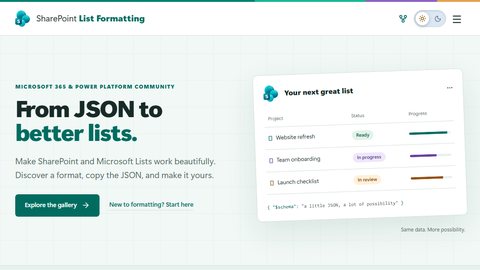 SharePoint List Formatting
MICROSOFT 365 & POWER PLATFORM COMMUNITY
From JSON to
better lists.
Make SharePoint and Microsoft Lists work beautifully.
Discover a format, copy the JSON, and make it yours.
Explore the gallery →
New to formatting? Start here
Your next great list
Project Status Progress
Website refresh Ready
Team onboarding In progress
Launch checklist In review
{ "$schema": "a little JSON, a lot of possibility" }
Same data. More possibility.